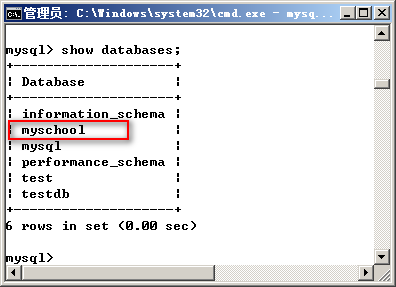 管理员: C:\Windows\system32\cmd.exe - mysq...
mysql> show databases;
+--------------------+
| Database           |
+--------------------+
| information_schema |
| myschool           |
| mysql              |
| performance_schema |
| test               |
| testdb             |
+--------------------+
6 rows in set (0.00 sec)
mysql>